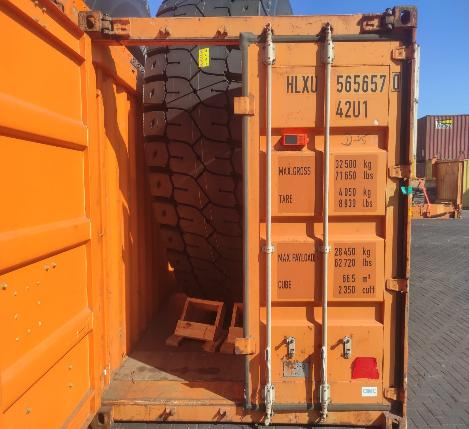 HLXU 565657 0
42U1
MAX.GROSS 32 500 kg
71 650 lbs
TARE 4 050 kg
8 930 lbs
MAX.PAYLOAD 28 450 kg
62 720 lbs
CUBE 66.5 m³
2 350 cuft